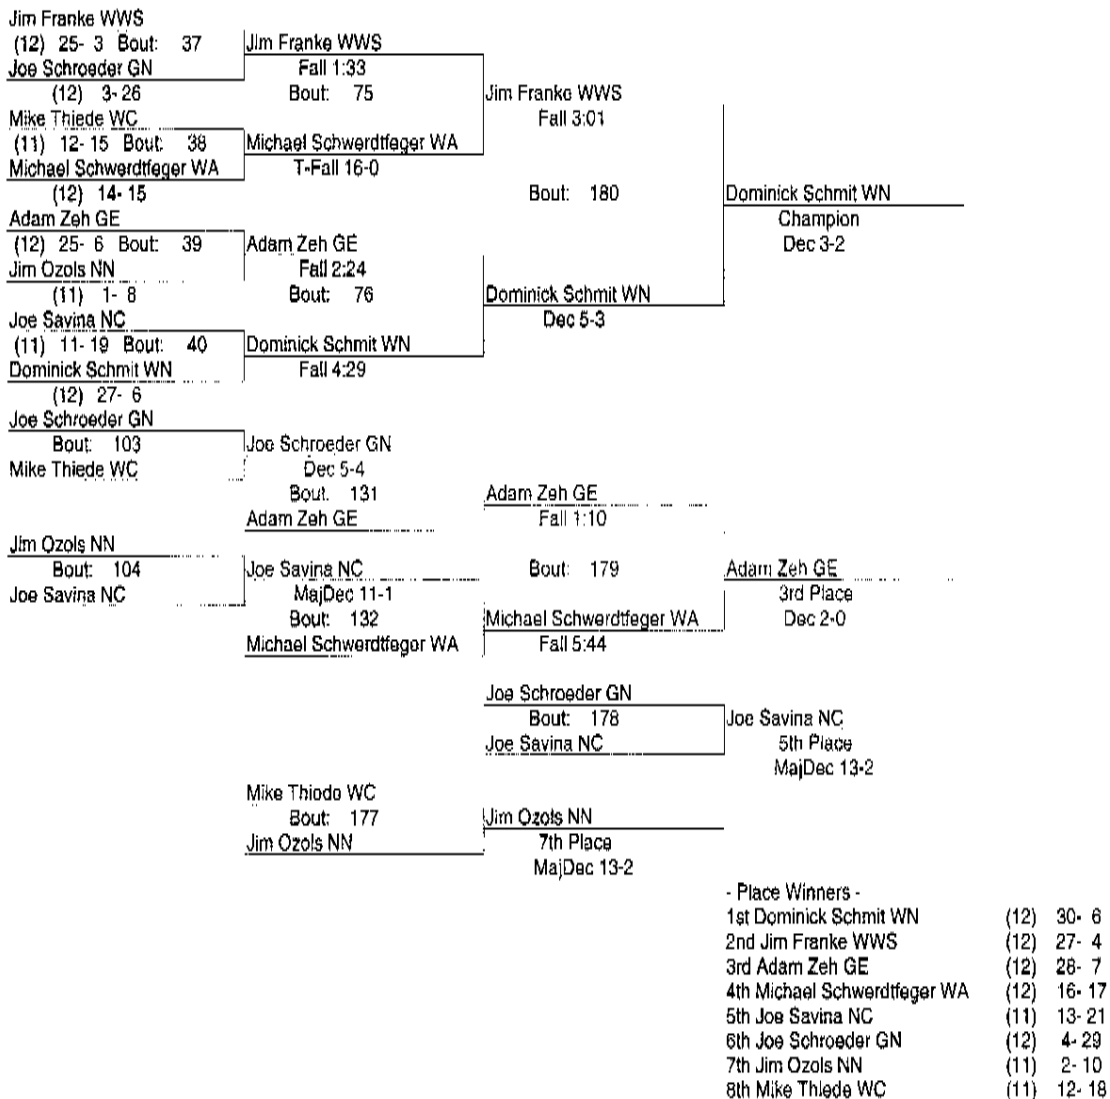 Jim Franke WWS
(12) 25- 3 Bout: 37
Jim Franke WWS
Joe Schroeder GN
Fall 1:33
(12) 3-26
Bout: 75
Jim Franke WWS
Mike Thiede WC
Fall 3:01
(11) 12- 15 Bout: 38
Michael Schwerdtfeger WA
Michael Schwerdtfeger WA
T-Fall 16-0
(12) 14- 15
Bout: 180
Dominick Schmit WN
Adam Zeh GE
Champion
(12) 25- 6 Bout: 39
Adam Zeh GE
Dec 3-2
Jim Ozols NN
Fall 2:24
(11) 1- 8
Bout: 76
Dominick Schmit WN
Joe Savina NC
Dec 5-3
(11) 11- 19 Bout: 40
Dominick Schmit WN
Dominick Schmit WN
Fall 4:29
(12) 27- 6
Joe Schroeder GN
Bout: 103
Joe Schroeder GN
Mike Thiede WC
Dec 5-4
Bout: 131
Adam Zeh GE
Adam Zeh GE
Fall 1:10
Jim Ozols NN
Bout: 104
Joe Savina NC
Bout: 179
Adam Zeh GE
Joe Savina NC
MajDec 11-1
3rd Place
Bout: 132
Michael Schwerdtfeger WA
Dec 2-0
Michael Schwerdtfeger WA
Fall 5:44
Joe Schroeder GN
Bout: 178
Joe Savina NC
Joe Savina NC
5th Place
MajDec 13-2
Mike Thiede WC
Bout: 177
Jim Ozols NN
Jim Ozols NN
7th Place
MajDec 13-2
- Place Winners -
1st Dominick Schmit WN (12) 30- 6
2nd Jim Franke WWS (12) 27- 4
3rd Adam Zeh GE (12) 28- 7
4th Michael Schwerdtfeger WA (12) 16- 17
5th Joe Savina NC (11) 13- 21
6th Joe Schroeder GN (12) 4- 29
7th Jim Ozols NN (11) 2- 10
8th Mike Thiede WC (11) 12- 18